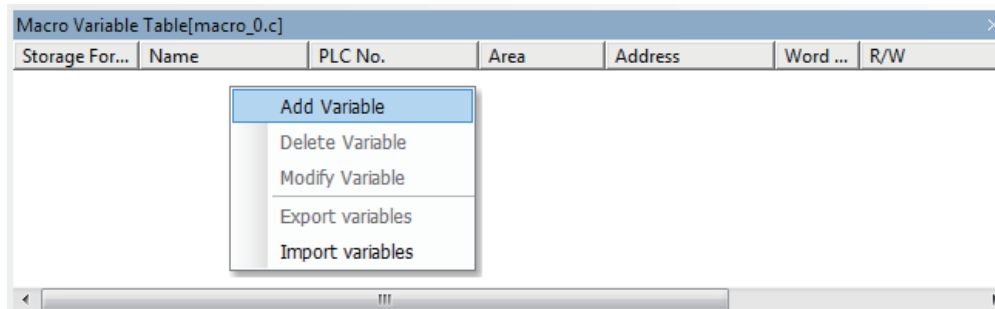 Macro Variable Table[macro_0.c]
Storage For... Name PLC No. Area Address Word ... R/W
Add Variable
Delete Variable
Modify Variable
Export variables
Import variables